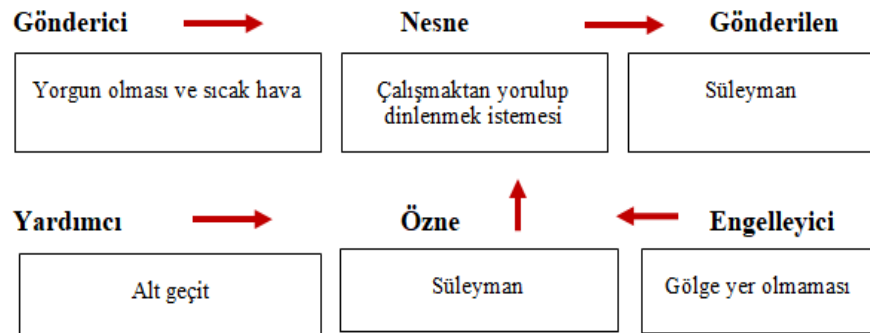 Gönderici Nesne Gönderilen
Yorgun olması ve sıcak hava
Çalışmaktan yorulup
dinlenmek istemesi
Süleyman
Yardımcı Özne Engelleyici
Alt geçit
Süleyman
Gölge yer olmaması